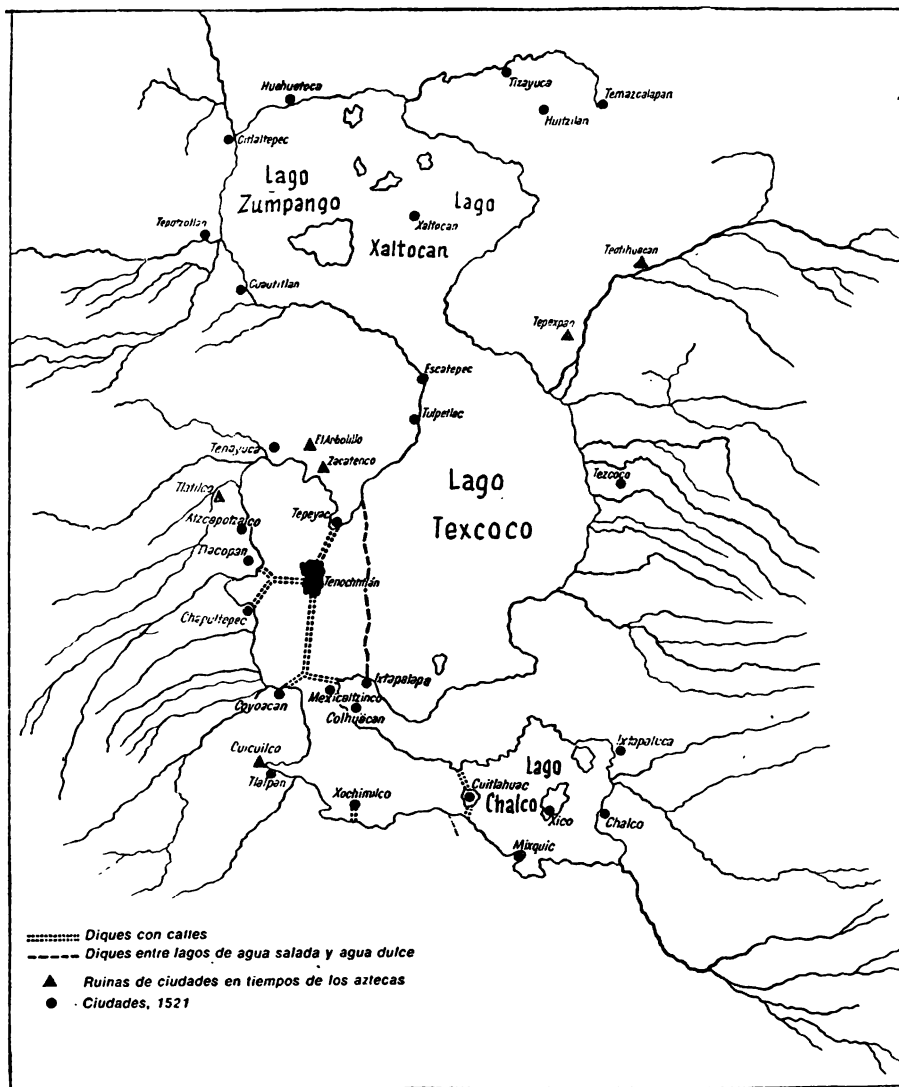 Huehuetoca
Tizayuca
Temazcalapan
Huitzilan
Citlaltepec
Lago
Zumpango
Lago
Xaltocan
Xaltocan
Tepotzotlan
Teotihuacan
Cuautitlan
Tepexpan
Escatepec
Tulpetlac
El Arbolillo
Tenayuca
Zacatenco
Lago
Texcoco
Tezcoco
Tlatilco
Tepeyac
Atzcapotzalco
Tlacopan
Tenochtitlán
Chapultepec
Ixtapalapa
Mexicaltzinco
Coyoacan
Colhuacan
Cuicuilco
Tlalpan
Ixtapaluca
Lago
Chalco
Cuitlahuac
Xochimilco
Xico
Chalco
Mixquic
Diques con calles
Diques entre lagos de agua salada y agua dulce
Ruinas de ciudades en tiempos de los aztecas
Ciudades, 1521